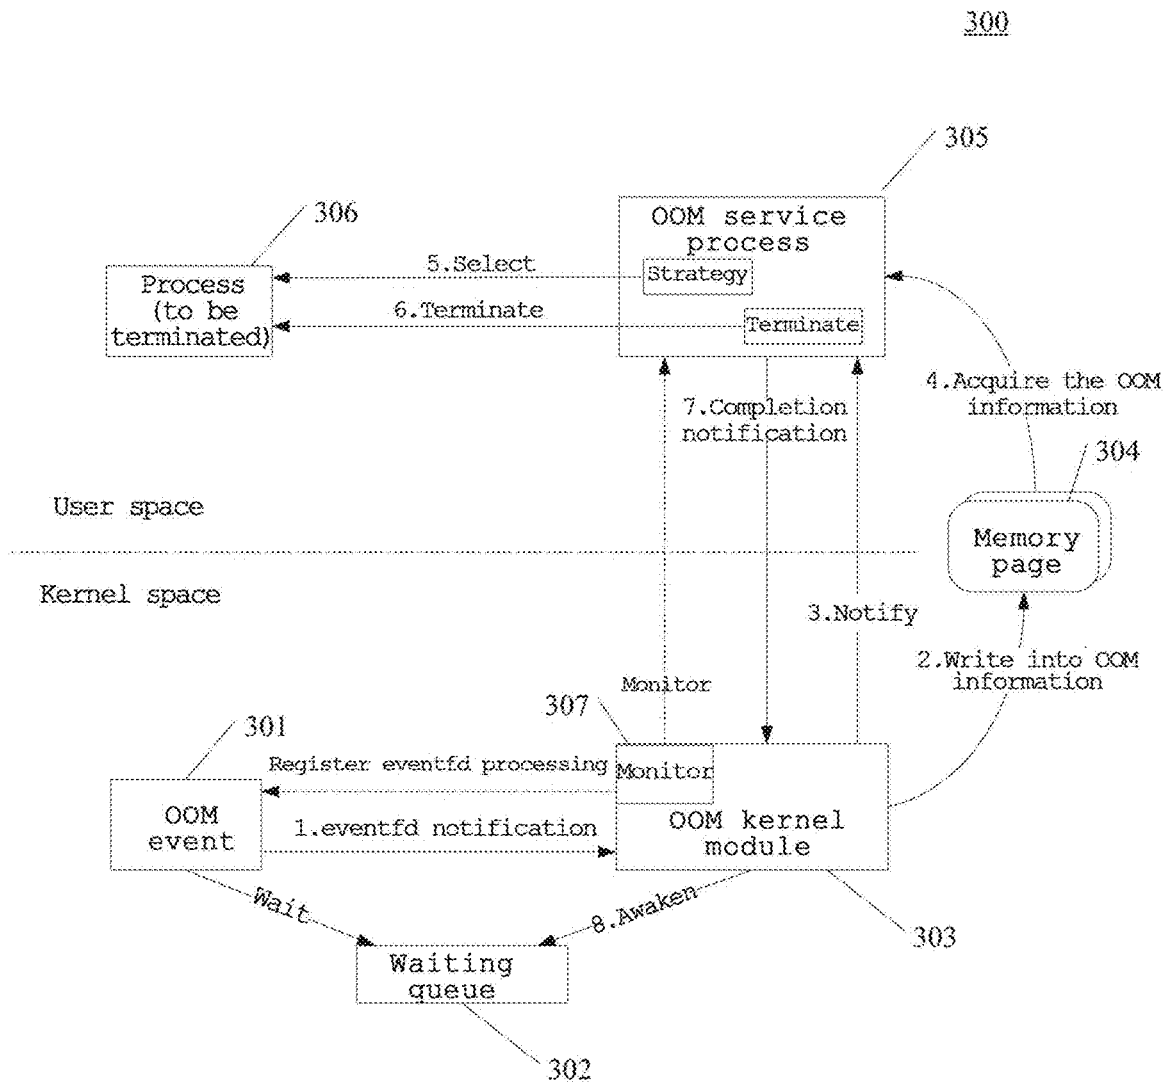 300
305
306
OOM service
process
5.Select
Strategy
Process
(to be
terminated)
6.Terminate
Terminate
4.Acquire the OOM
information
7.Completion
notification
304
User space
Memory
page
Kernel space
3.Notify
2.Write into OOM
information
Monitor
307
301
Register eventfd processing
Monitor
OOM
event
1.eventfd notification
OOM kernel
module
Wait
8.Awaken
303
Waiting
queue
302